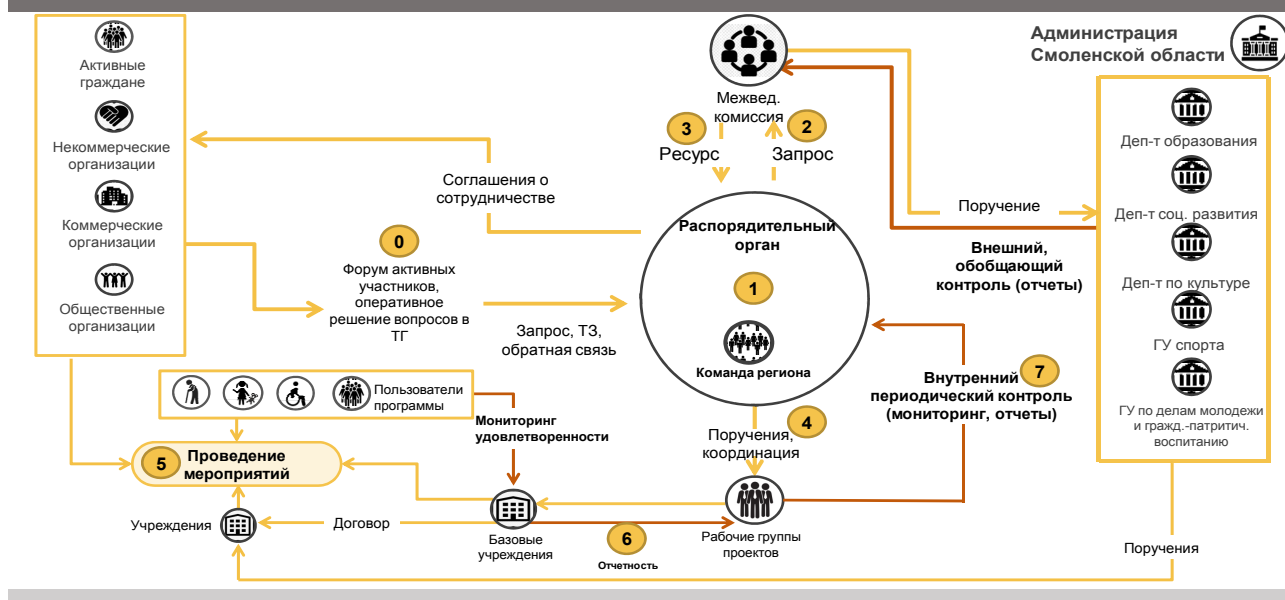 Активные
граждане
Некоммерческие
организации
Коммерческие
организации
Общественные
организации
Соглашения о
сотрудничестве
0
Форум активных
участников,
оперативное
решение вопросов в
ТГ
Запрос, ТЗ,
обратная связь
Межвед.
комиссия
3
Ресурс
2
Запрос
Распорядительный
орган
1
Команда региона
Администрация
Смоленской области
Деп-т образования
Деп-т соц. развития
Деп-т по культуре
ГУ спорта
ГУ по делам молодежи
и гражд.-патритич.
воспитанию
Поручение
Внешний,
обобщающий
контроль (отчеты)
7
Внутренний
периодический контроль
(мониторинг, отчеты)
4
Поручения,
координация
Пользователи
программы
Мониторинг
удовлетворенности
5
Проведение
мероприятий
Учреждения
Договор
Базовые
учреждения
6
Отчетность
Рабочие группы
проектов
Поручения